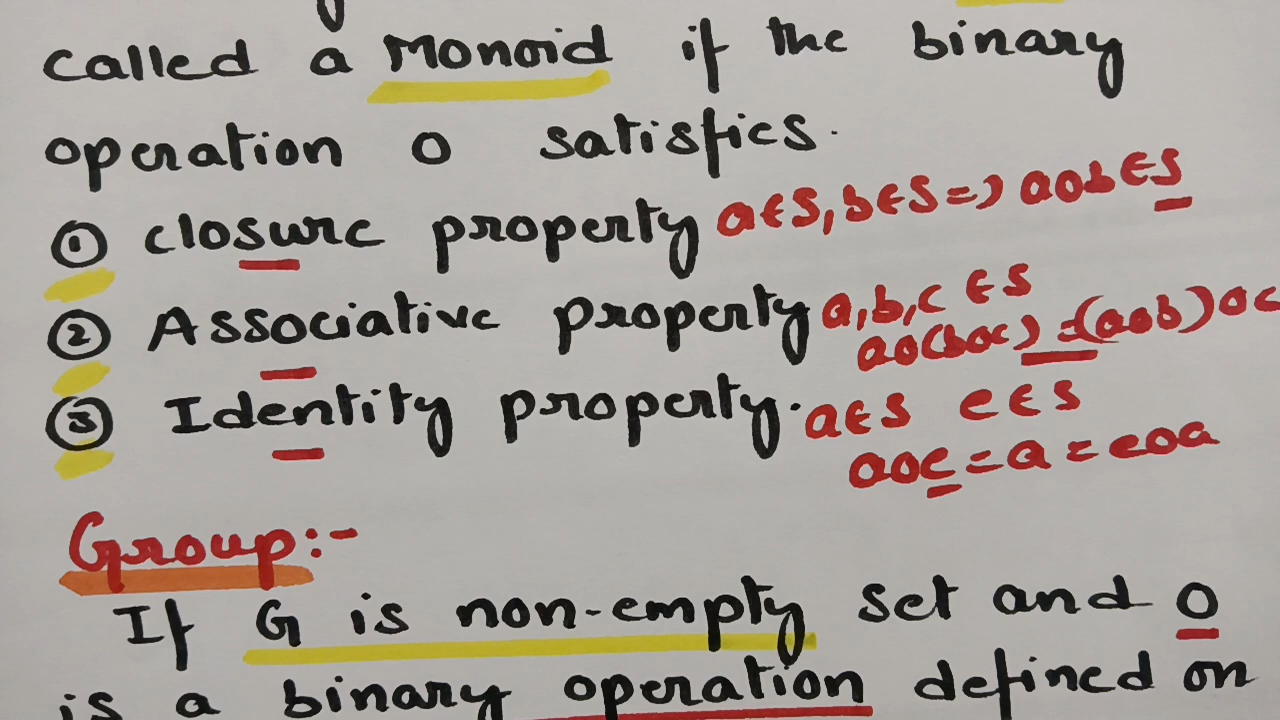 called a Monoid if the binary
operation o satisfies.
① closure property a∈S, b∈S => aob∈S
② Associative property a,b,c ∈S
ao(boc) =(aob)oc
③ Identity property. a∈S e∈S
aoe = a = eoa
Group:-
If G is non-empty set and o
is a binary operation defined on